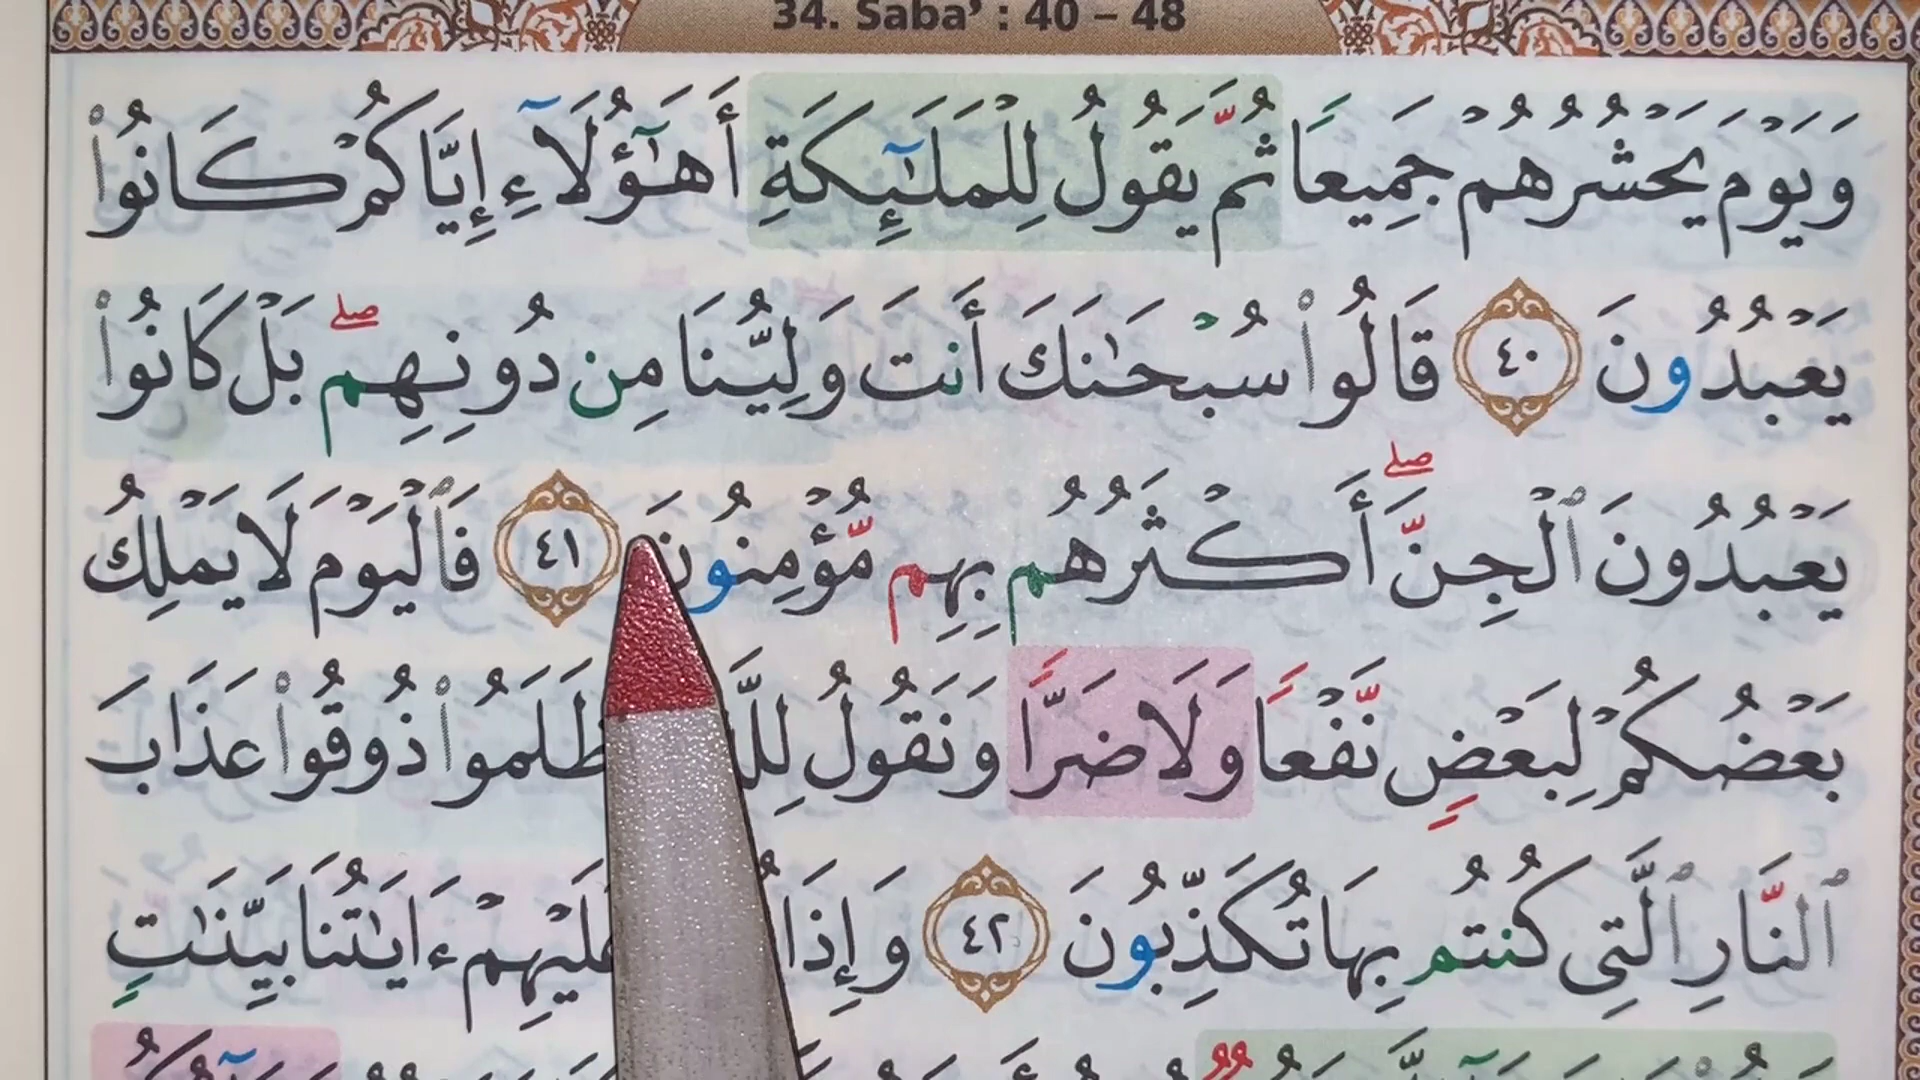 34. Saba’ : 40 – 48
وَيَوْمَ يَحْشُرُهُمْ جَمِيعًا ثُمَّ يَقُولُ لِلْمَلَٰٓئِكَةِ أَهَٰٓؤُلَآءِ إِيَّاكُمْ كَانُوا۟
يَعْبُدُونَ ٤٠ قَالُوا۟ سُبْحَٰنَكَ أَنتَ وَلِيُّنَا مِن دُونِهِم ۖ بَلْ كَانُوا۟
يَعْبُدُونَ ٱلْجِنَّ ۖ أَكْثَرُهُم بِهِم مُّؤْمِنُونَ ٤١ فَٱلْيَوْمَ لَا يَمْلِكُ
بَعْضُكُمْ لِبَعْضٍ نَّفْعًا وَلَا ضَرًّا وَنَقُولُ ظَلَمُوا۟ ذُوقُوا۟ عَذَابَ
ٱلنَّارِ ٱلَّتِى كُنتُم بِهَا تُكَذِّبُونَ ٤٢ وَإِذَا عَلَيْهِمْ ءَايَٰتُنَا بَيِّنَٰتٍ